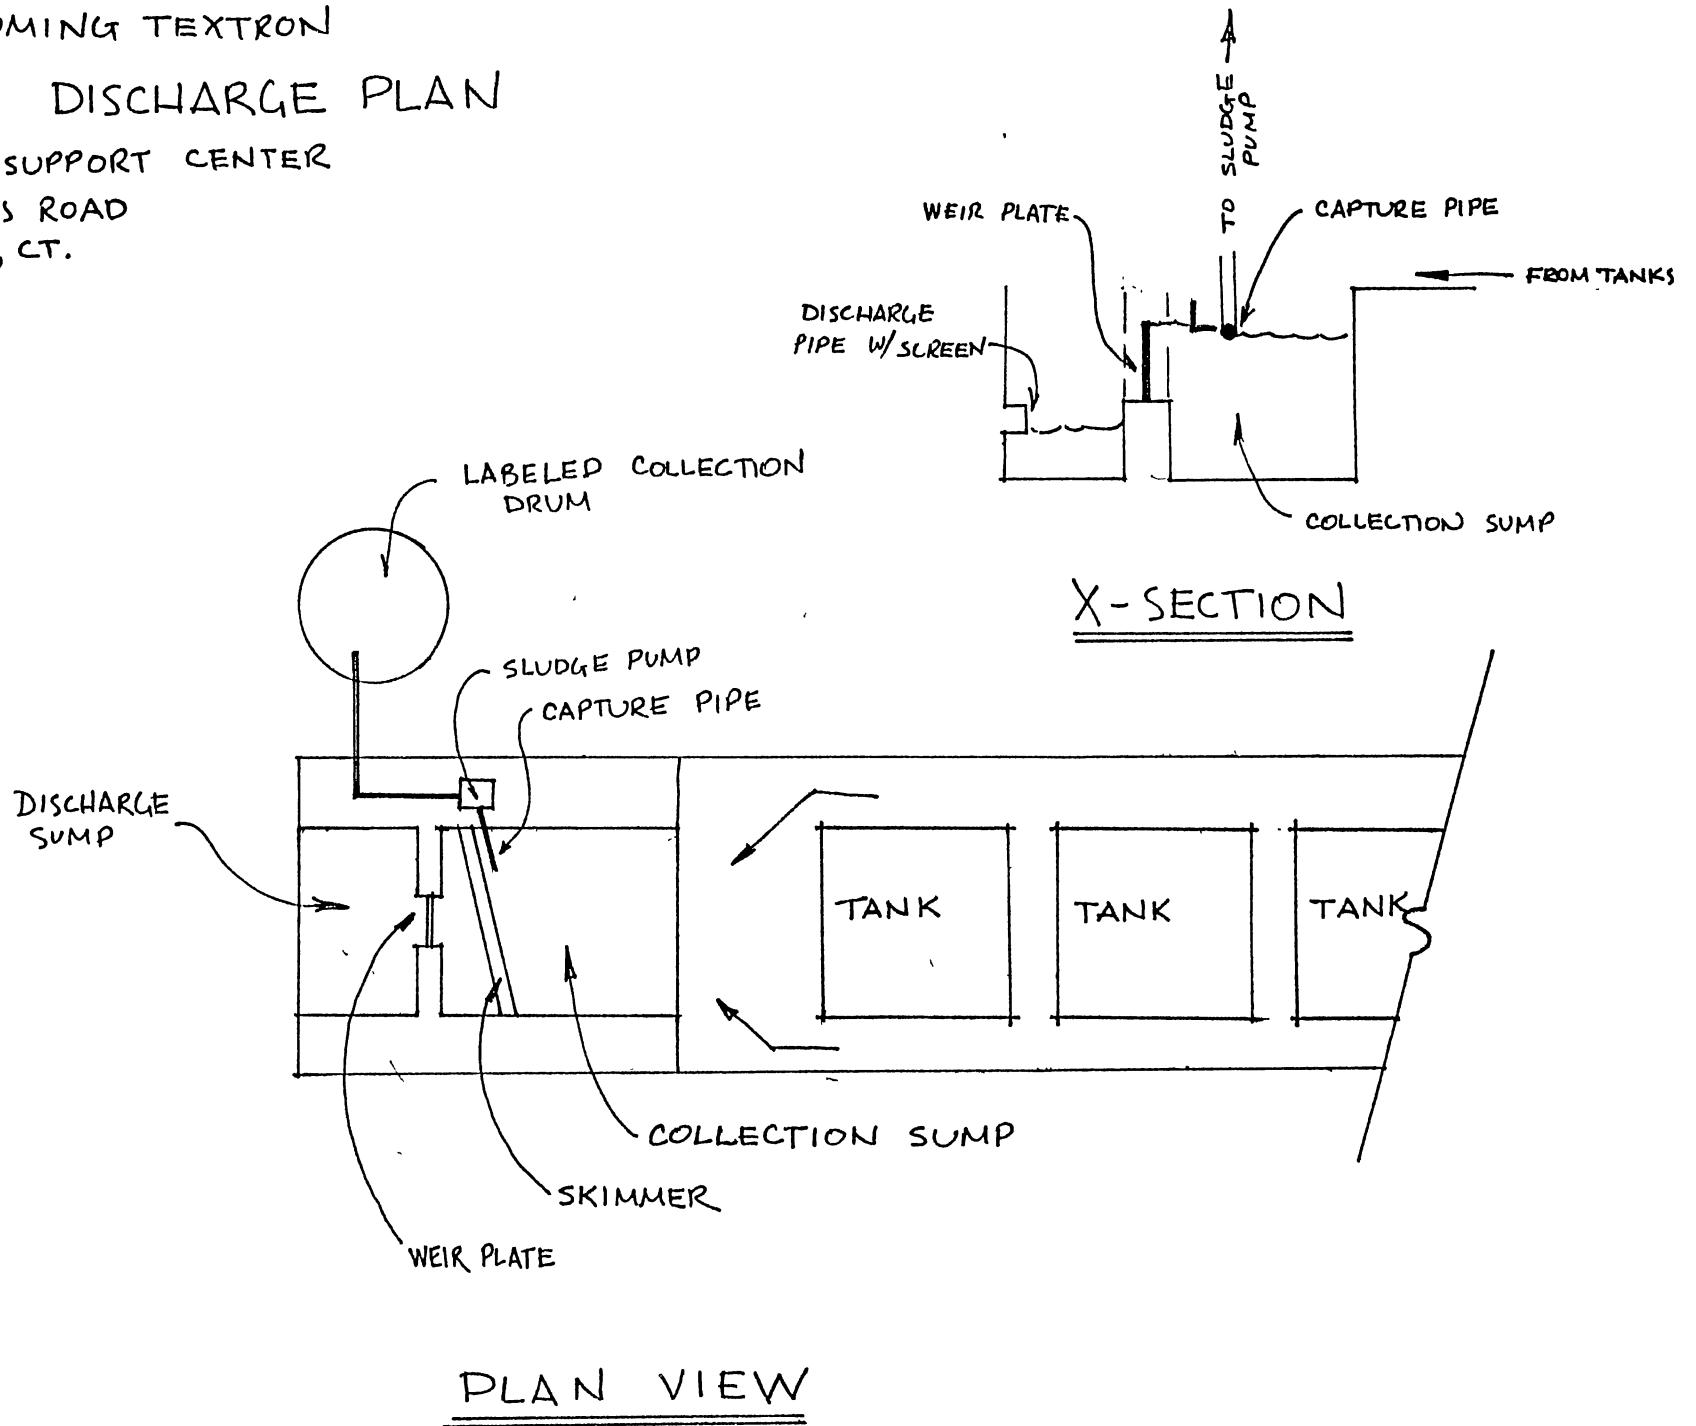 OMING TEXTRON
DISCHARGE PLAN
SUPPORT CENTER
S ROAD
, CT.
TO SLUDGE
PUMP
WEIR PLATE
CAPTURE PIPE
FROM TANKS
DISCHARGE
PIPE W/SCREEN
COLLECTION SUMP
X-SECTION
LABELED COLLECTION
DRUM
SLUDGE PUMP
CAPTURE PIPE
DISCHARGE
SUMP
TANK
TANK
TANK
COLLECTION SUMP
SKIMMER
WEIR PLATE
PLAN VIEW